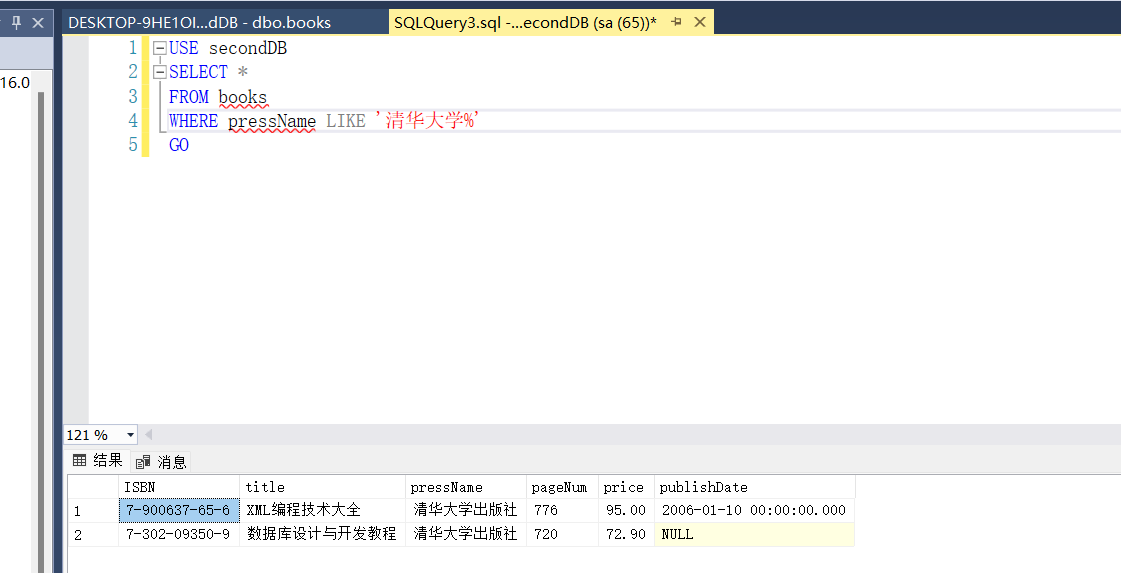 DESKTOP-9HE1OI...dDB - dbo.books SQLQuery3.sql -...econdDB (sa (65))*
16.0
1 USE secondDB
2 SELECT *
3 FROM books
4 WHERE pressName LIKE '清华大学%'
5 GO
121 %
结果 消息
ISBN title pressName pageNum price publishDate
1 7-900637-65-6 XML编程技术大全 清华大学出版社 776 95.00 2006-01-10 00:00:00.000
2 7-302-09350-9 数据库设计与开发教程 清华大学出版社 720 72.90 NULL